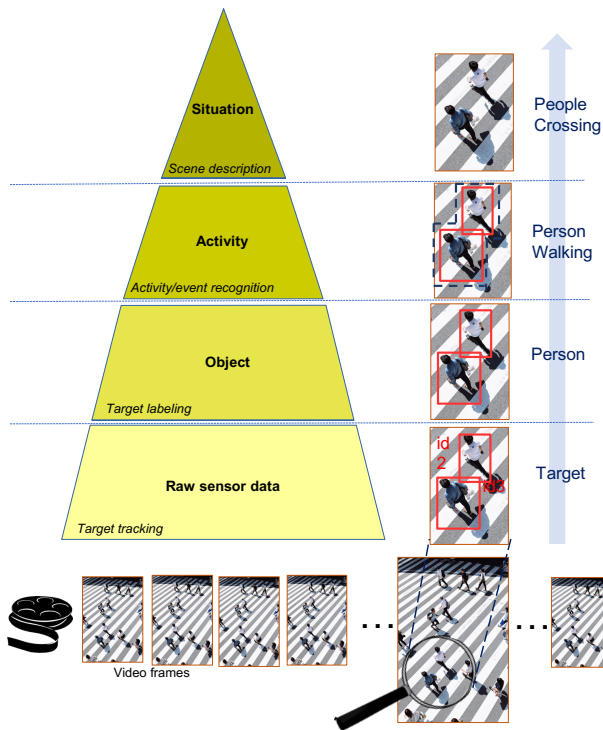 Situation
Scene description
People
Crossing
Activity
Activity/event recognition
Person
Walking
Object
Target labeling
Person
Raw sensor data
Target tracking
id
2
Target
Video frames